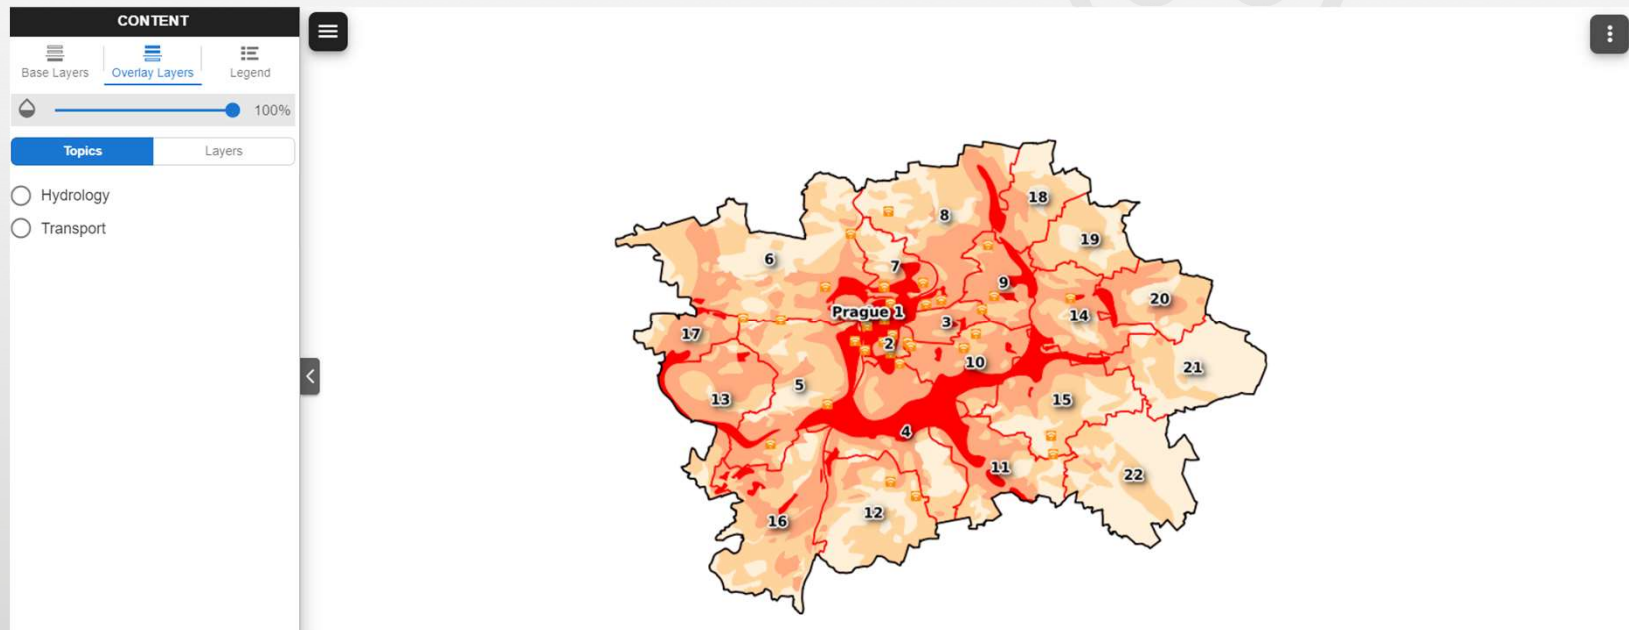 CONTENT
Base Layers
Overlay Layers
Legend
100%
Topics
Layers
Hydrology
Transport
18
8
19
6
7
9
20
Prague 1
14
3
17
2
10
21
5
13
15
4
11
22
12
16